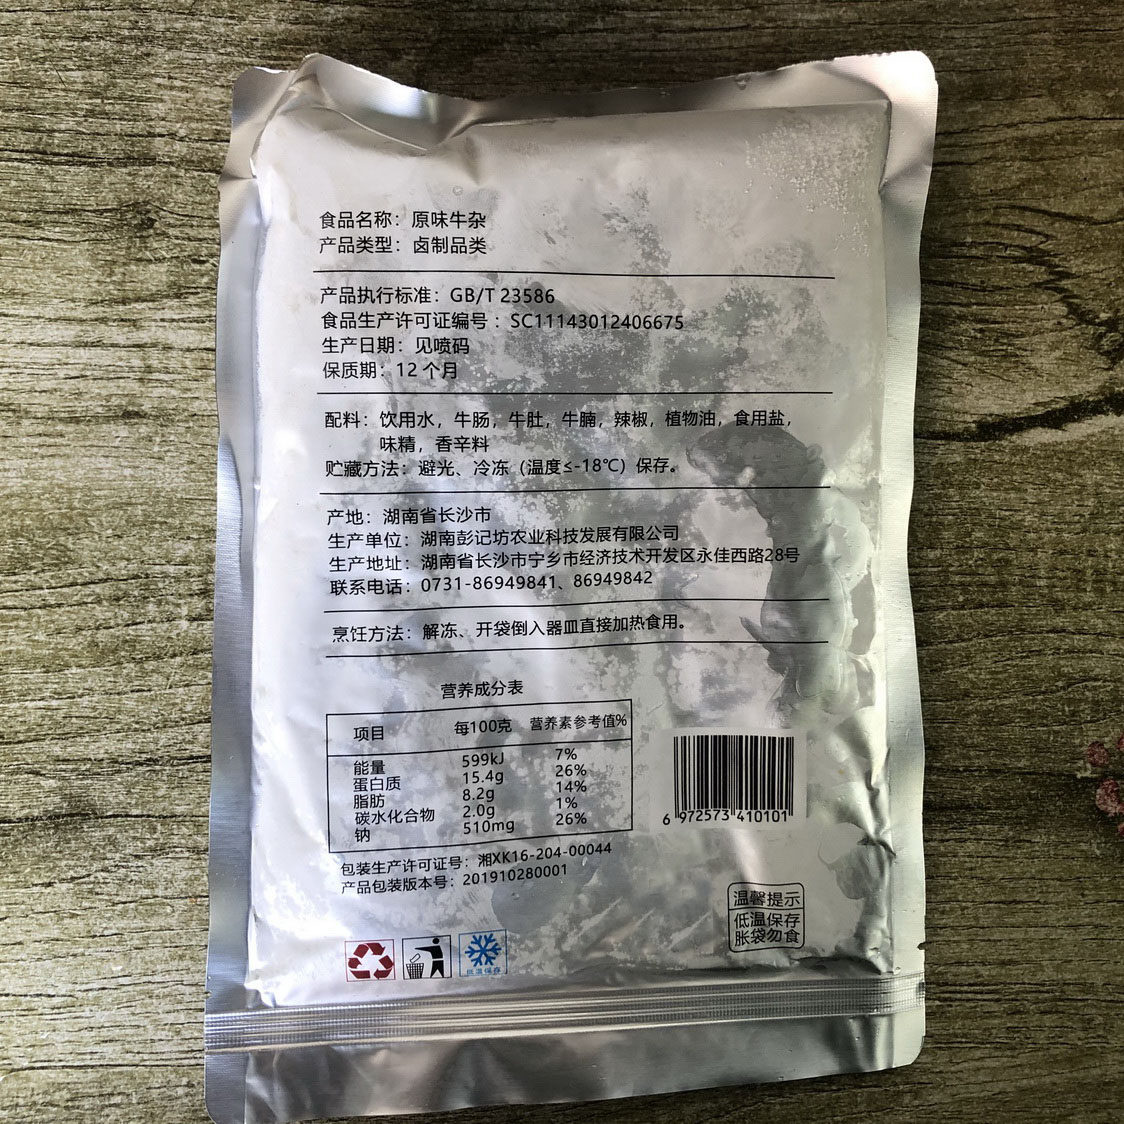 食品名称：原味牛杂
产品类型：卤制品类
产品执行标准：GB/T 23586
食品生产许可证编号：SC11143012406675
生产日期：见喷码
保质期：12个月
配料：饮用水，牛肠，牛肚，牛腩，辣椒，植物油，食用盐，
味精，香辛料
贮藏方法：避光、冷冻（温度≤-18℃）保存。
产地：湖南省长沙市
生产单位：湖南彭记坊农业科技发展有限公司
生产地址：湖南省长沙市宁乡市经济技术开发区永佳西路28号
联系电话：0731-86949841、86949842
烹饪方法：解冻、开袋倒入器皿直接加热食用。
营养成分表
项目 每100克 营养素参考值%
能量 599kJ 7%
蛋白质 15.4g 26%
脂肪 8.2g 14%
碳水化合物 2.0g 1%
钠 510mg 26%
6 972573 410101
包装生产许可证号：湘XK16-204-00044
产品包装版本号：201910280001
温馨提示
低温保存
胀袋勿食
低温保存